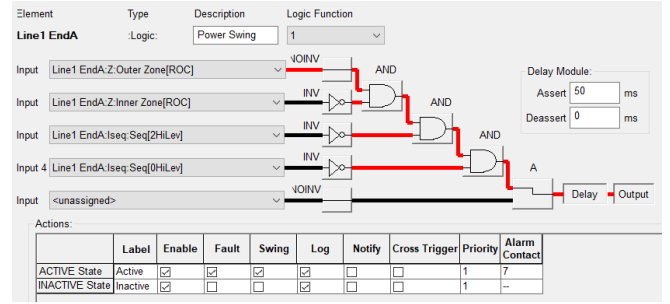 Element Type Description Logic Function
Line1 EndA :Logic: Power Swing 1
NOINV
Input Line1 EndA:Z:Outer Zone[ROC] AND Delay Module:
INV Assert 50 ms
Input Line1 EndA:Z:Inner Zone[ROC] AND Deassert 0 ms
INV
Input Line1 EndA:Iseq:Seq[2HiLev] AND
INV
Input 4 Line1 EndA:Iseq:Seq[0HiLev] A
NOINV
Input <unassigned> Delay Output
Actions:
Label Enable Fault Swing Log Notify Cross Trigger Priority Alarm Contact
ACTIVE State Active 1 7
INACTIVE State Inactive 1 --